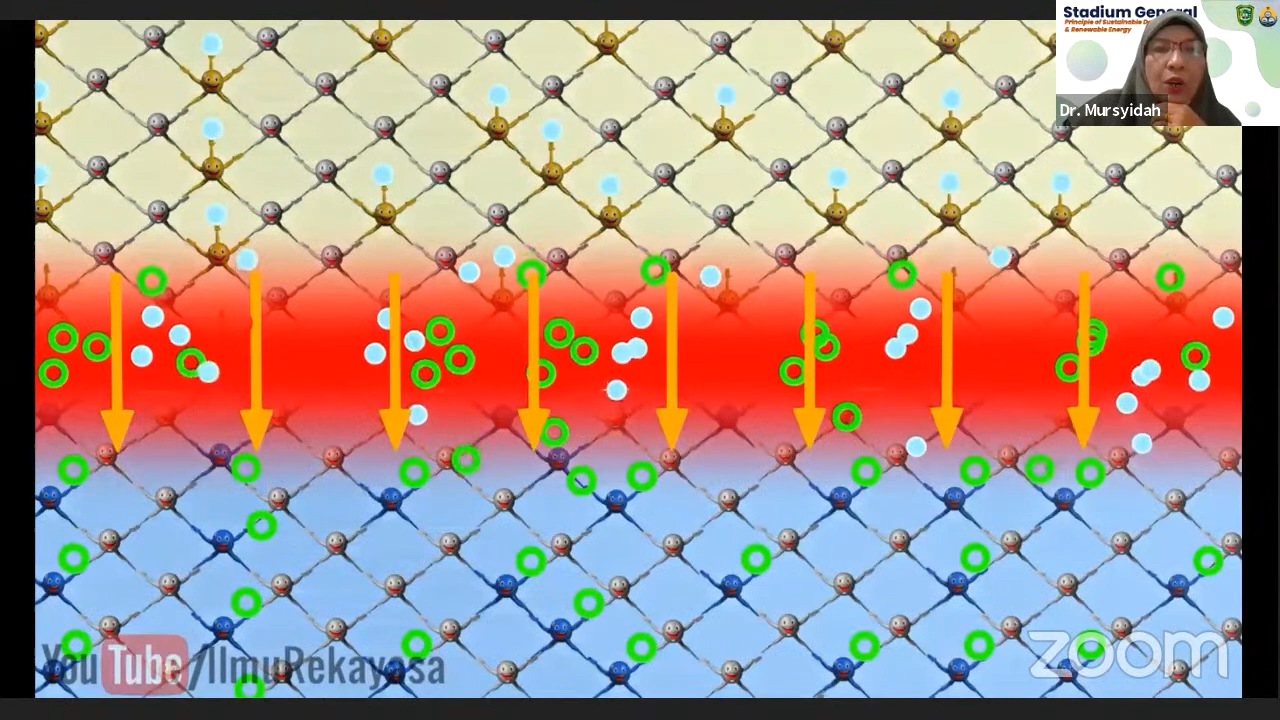 Stadium General
Principle of Sustainable D
& Renewable Energy
Dr. Mursyidah
YouTube/IlmuRekayasa
zoom